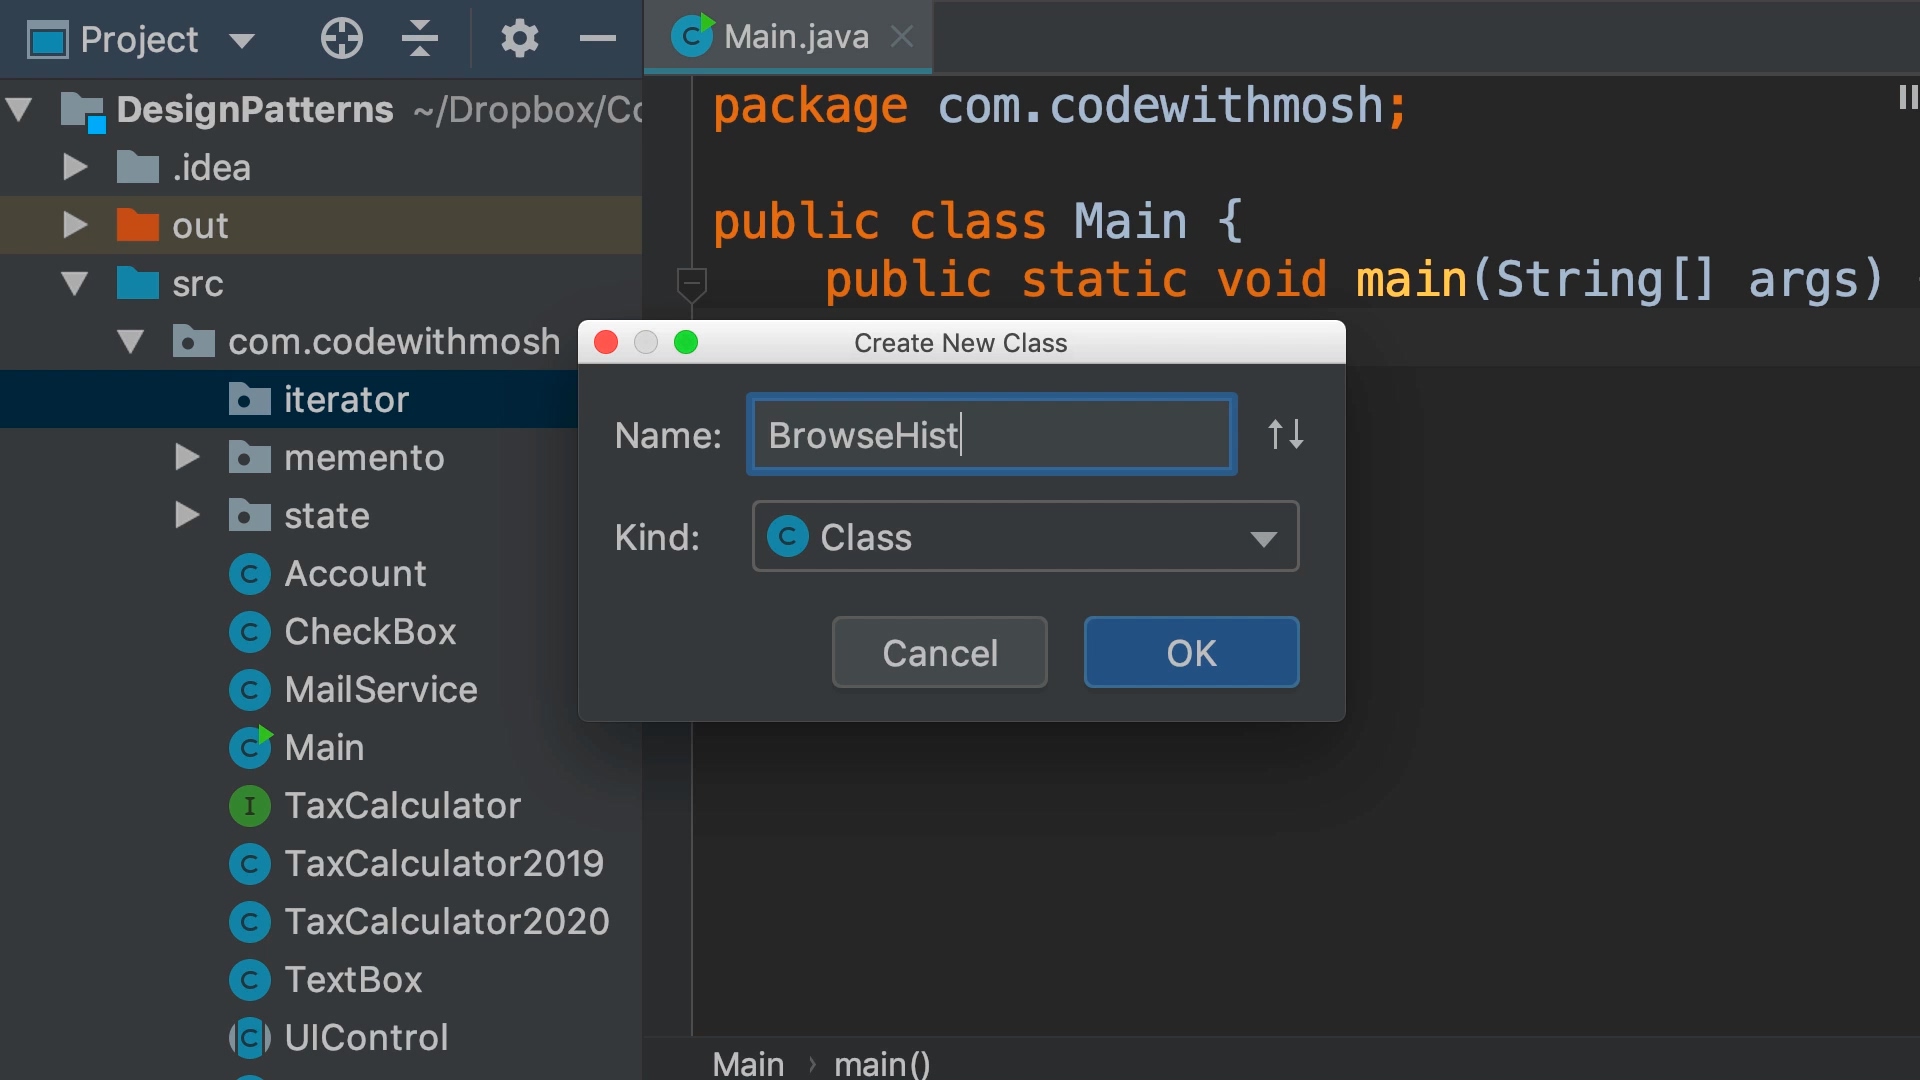 Project
Main.java
DesignPatterns ~/Dropbox/Co
.idea
out
src
com.codewithmosh
iterator
memento
state
Account
CheckBox
MailService
Main
TaxCalculator
TaxCalculator2019
TaxCalculator2020
TextBox
UIControl
package com.codewithmosh;
public class Main {
public static void main(String[] args)
Create New Class
Name: BrowseHist
Kind: C Class
Cancel OK
Main › main()